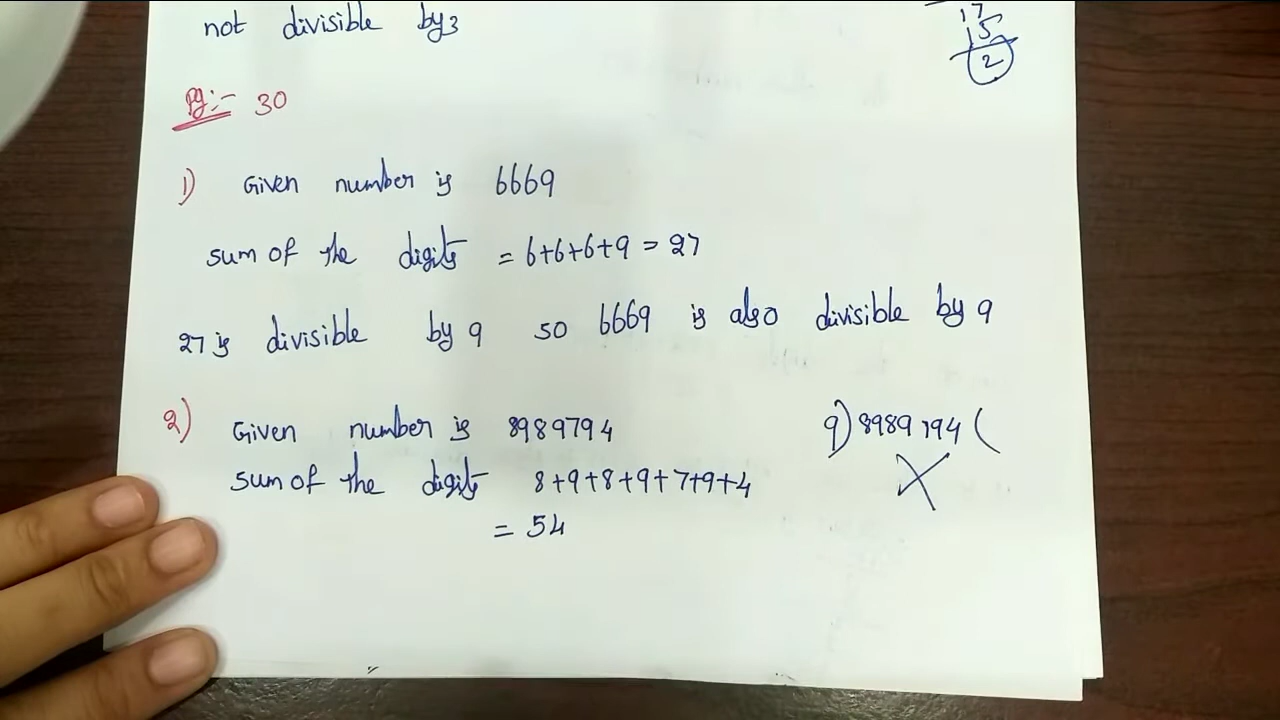 not divisible by 3
17
15
2
Pg:- 30
1) Given number is 6669
sum of the digits = 6+6+6+9 = 27
27 is divisible by 9 so 6669 is also divisible by 9
2) Given number is 8989794
9) 8989794 (
sum of the digits 8+9+8+9+7+9+4
= 54